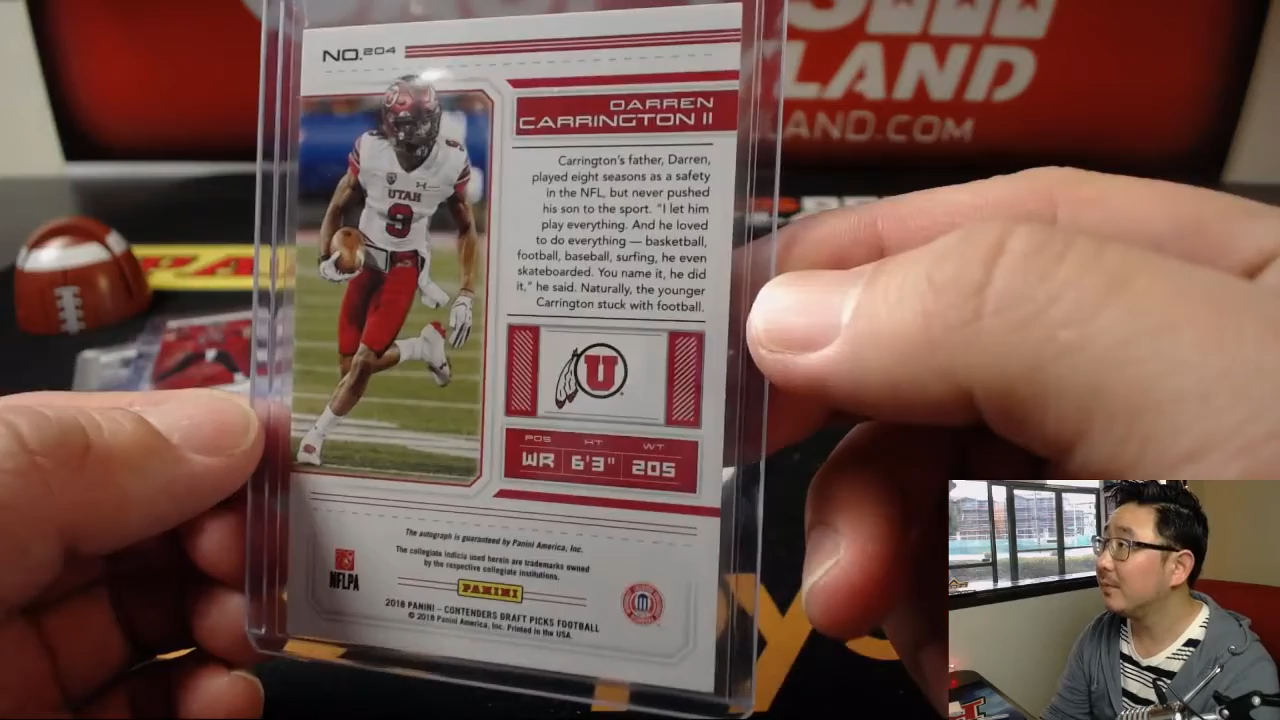 LAND
AND.COM
NO.204
DARREN
CARRINGTON II
Carrington's father, Darren,
played eight seasons as a safety
in the NFL, but never pushed
his son to the sport. "I let him
play everything. And he loved
to do everything — basketball,
football, baseball, surfing, he even
skateboarded. You name it, he did
it," he said. Naturally, the younger
Carrington stuck with football.
UTAH
9
9
U
POS HT WT
WR 6'3" 205
The autograph is guaranteed by Panini America, Inc.
The collegiate indicia used herein are trademarks owned
by the respective collegiate institutions.
NFLPA
PANINI
2018 PANINI – CONTENDERS DRAFT PICKS FOOTBALL
© 2018 Panini America, Inc. Printed in the USA.